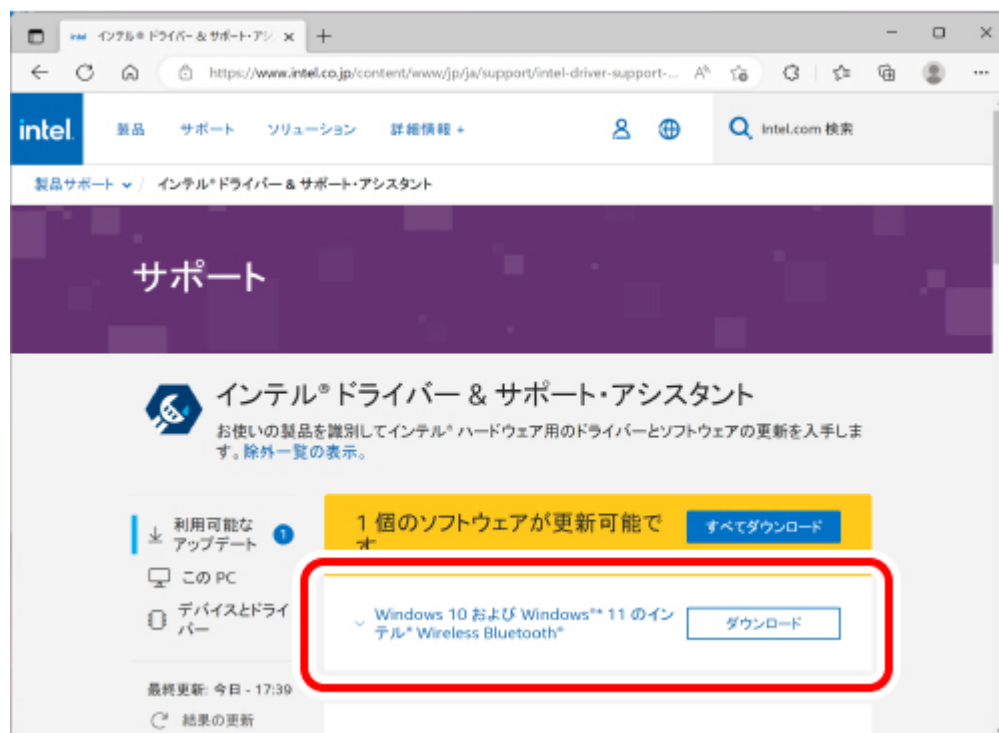 インテル® ドライバー & サポート・アシ
https://www.intel.co.jp/content/www/jp/ja/support/intel-driver-support-...
intel.
製品 サポート ソリューション 詳細情報 +
Intel.com 検索
製品サポート / インテル® ドライバー & サポート・アシスタント
サポート
インテル® ドライバー & サポート・アシスタント
お使いの製品を識別してインテル® ハードウェア用のドライバーとソフトウェアの更新を入手しま
す。除外一覧の表示。
利用可能な
アップデート 1
この PC
デバイスとドライ
バー
最終更新: 今日 - 17:39
結果の更新
1 個のソフトウェアが更新可能で
す
すべてダウンロード
Windows 10 および Windows®* 11 のイン
テル® Wireless Bluetooth®
ダウンロード